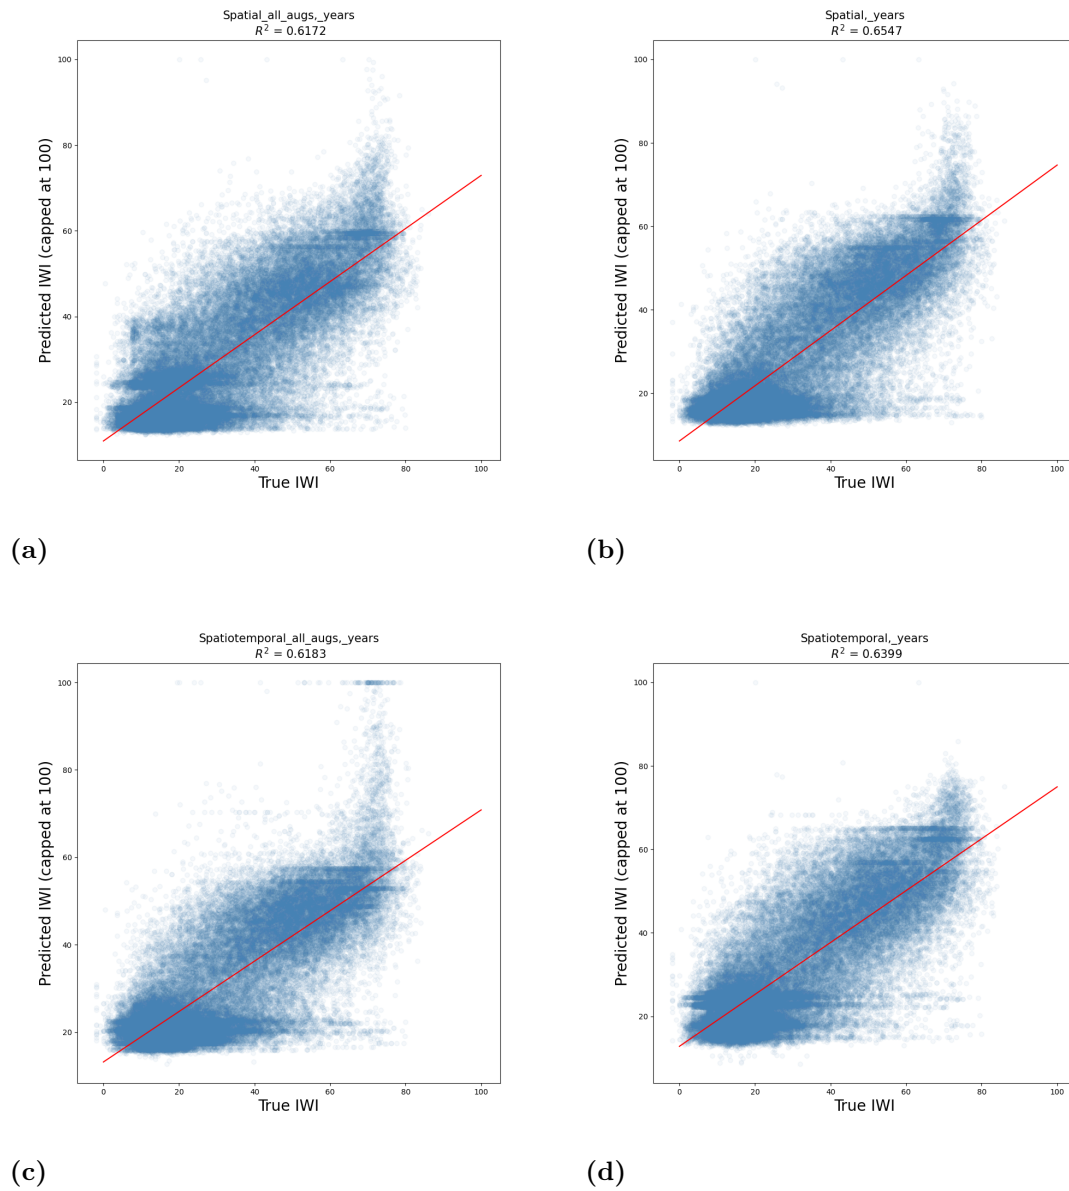 Spatial_all_augs,_years
R² = 0.6172
100
80
60
40
20
0 20 40 60 80 100
Predicted IWI (capped at 100)
True IWI
(a)
Spatial,_years
R² = 0.6547
100
80
60
40
20
0 20 40 60 80 100
Predicted IWI (capped at 100)
True IWI
(b)
Spatiotemporal_all_augs,_years
R² = 0.6183
100
80
60
40
20
0 20 40 60 80 100
Predicted IWI (capped at 100)
True IWI
(c)
Spatiotemporal,_years
R² = 0.6399
100
80
60
40
20
0 20 40 60 80 100
Predicted IWI (capped at 100)
True IWI
(d)